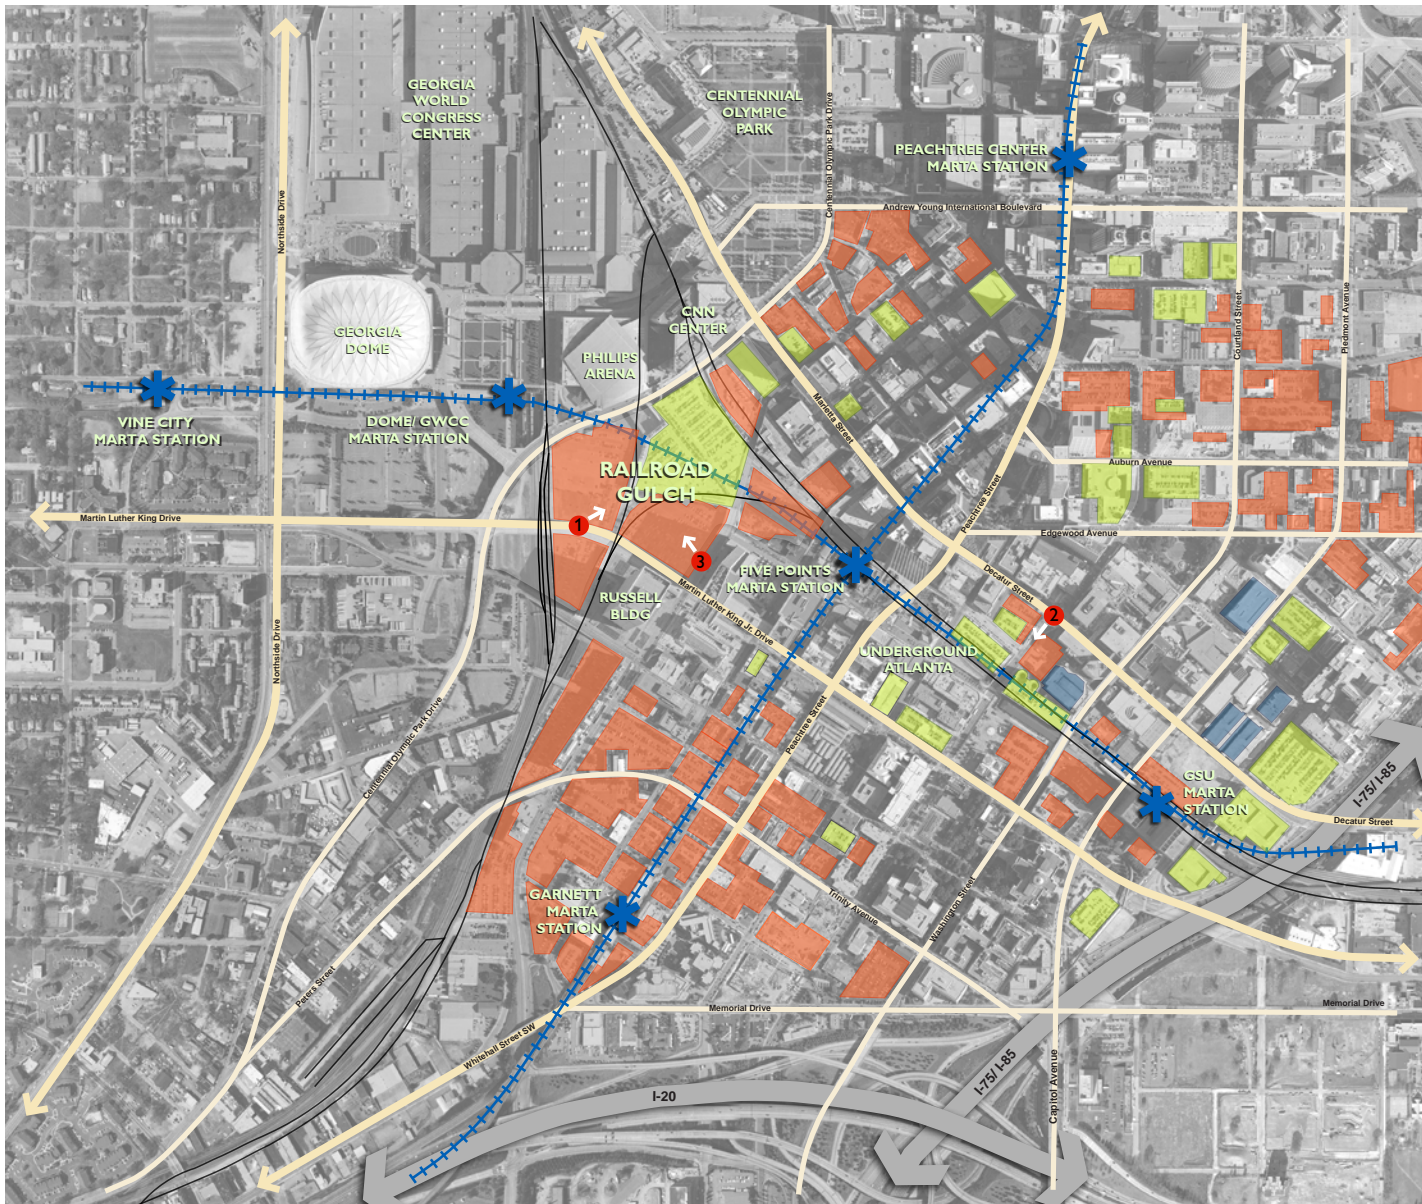 GEORGIA
WORLD
CONGRESS
CENTER
CENTENNIAL
OLYMPIC
PARK
Centennial Olympic Park Drive
PEACHTREE CENTER
MARTA STATION
Andrew Young International Boulevard
Northside Drive
GEORGIA
DOME
PHILIPS
ARENA
CNN
CENTER
Courtland Street.
Piedmont Avenue
VINE CITY
MARTA STATION
DOME/ GWCC
MARTA STATION
Marietta Street
RAILROAD
GULCH
Auburn Avenue
Peachtree Street
Martin Luther King Drive
1
3
Edgewood Avenue
FIVE POINTS
MARTA STATION
Decatur Street
RUSSELL
BLDG
Martin Luther King Jr. Drive
2
UNDERGROUND
ATLANTA
Northside Drive
Centennial Olympic Park Drive
Peachtree Street
GSU
MARTA
STATION
I-75/ I-85
Decatur Street
GARNETT
MARTA
STATION
Trinity Avenue
Washington Street
Peters Street
Memorial Drive
Memorial Drive
Whitehall Street SW
I-20
I-75/ I-85
Capitol Avenue